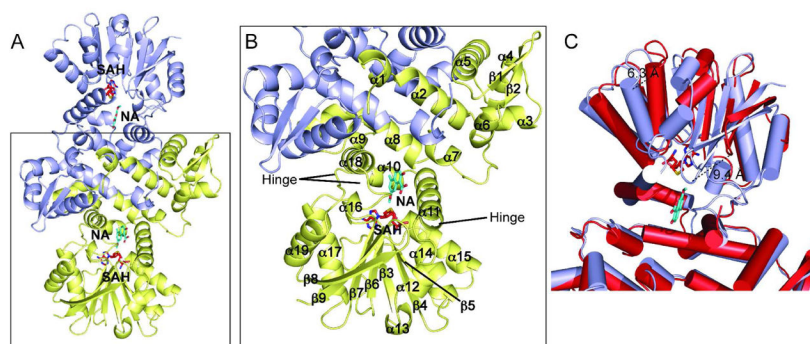 A
SAH
NA
NA
SAH
B
α5
α4
β1
β2
α1
α2
α3
α6
α9
α8
α7
α18
α10
Hinge
NA
α16
α11
Hinge
SAH
α19
α17
α14
α15
β8
β3
β9
β7
β6
α12
β4
β5
α13
C
6.3 Å
9.4 Å